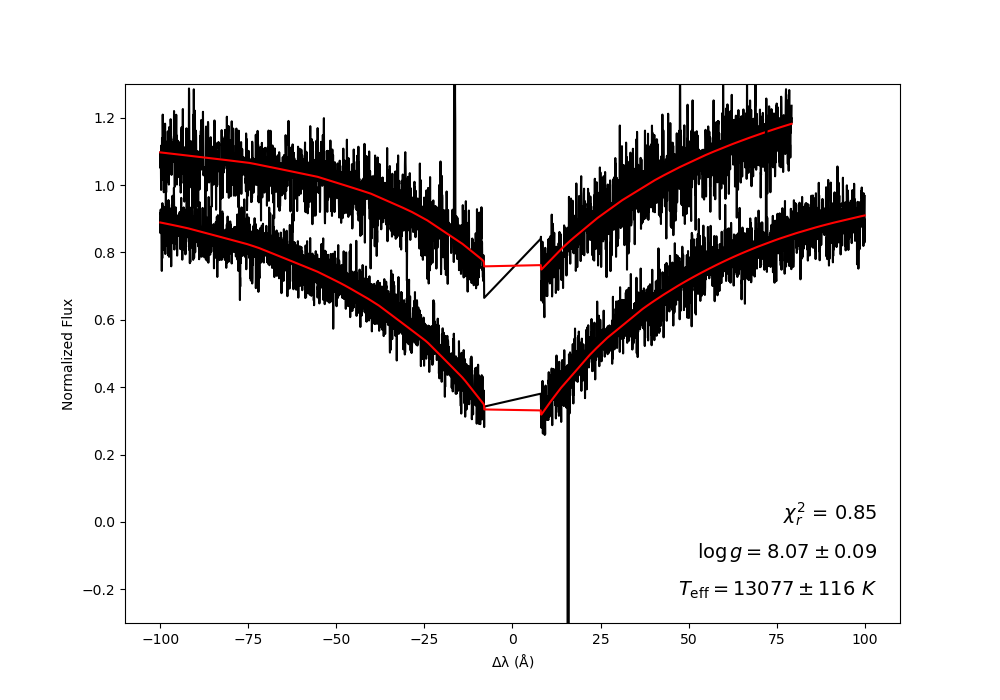 Normalized Flux
1.2
1.0
0.8
0.6
0.4
0.2
0.0
−0.2
χ²ᵣ = 0.85
log g = 8.07 ± 0.09
T_eff = 13077 ± 116 K
−100 −75 −50 −25 0 25 50 75 100
Δλ (Å)